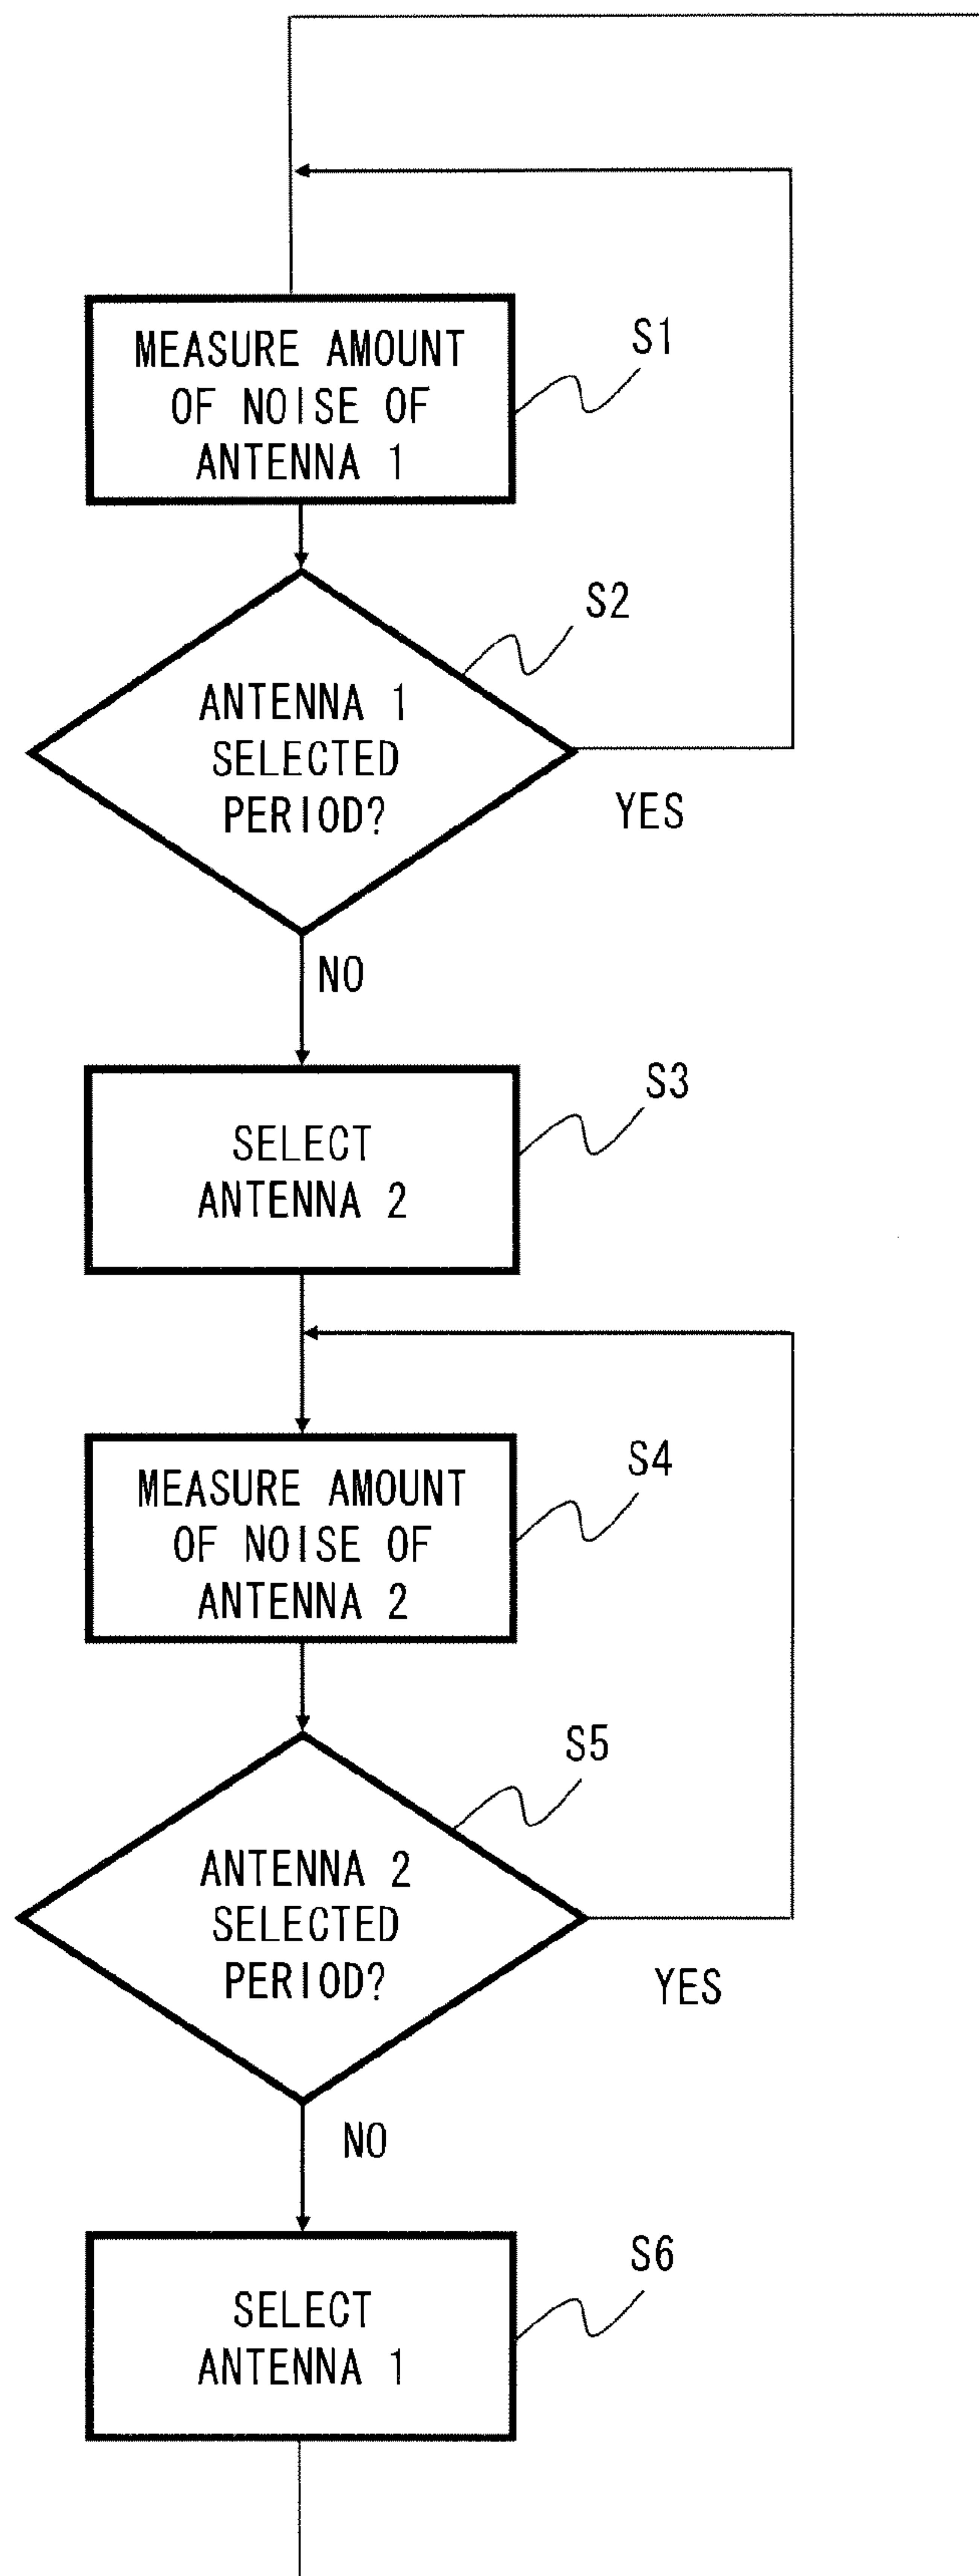 MEASURE AMOUNT
OF NOISE OF
ANTENNA 1
S1
ANTENNA 1
SELECTED
PERIOD?
S2
YES
NO
SELECT
ANTENNA 2
S3
MEASURE AMOUNT
OF NOISE OF
ANTENNA 2
S4
ANTENNA 2
SELECTED
PERIOD?
S5
YES
NO
SELECT
ANTENNA 1
S6